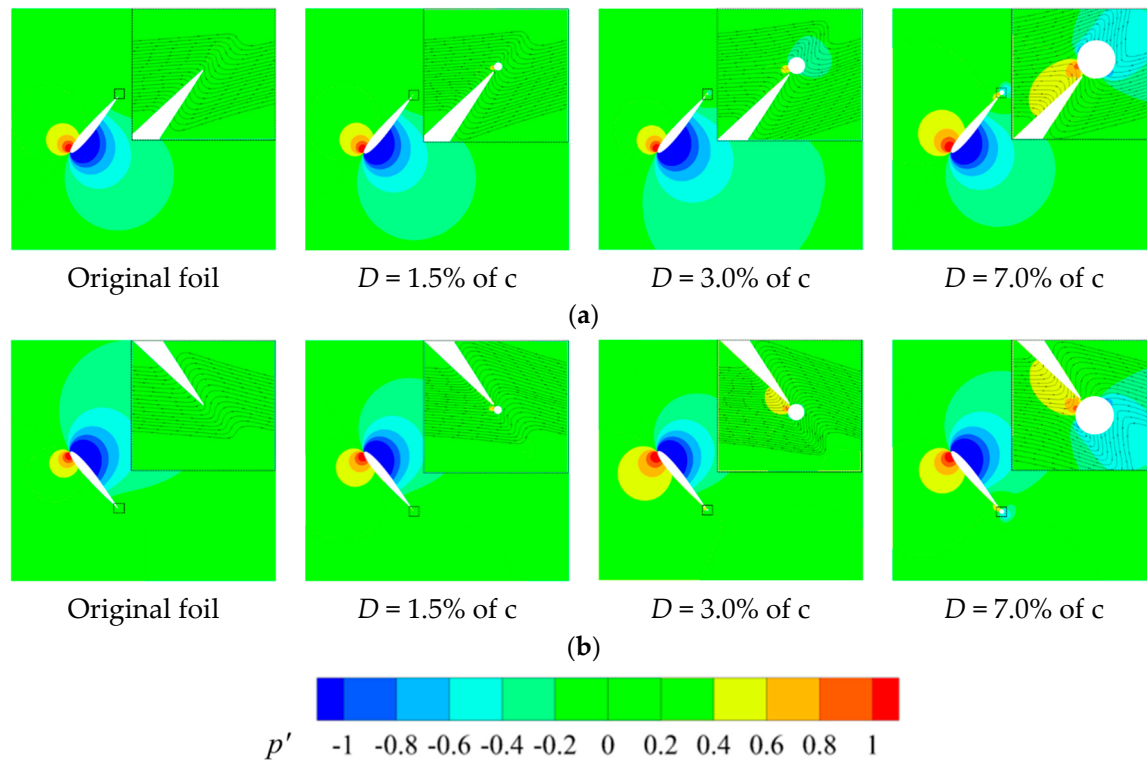 Original foil D = 1.5% of c D = 3.0% of c D = 7.0% of c
(a)
Original foil D = 1.5% of c D = 3.0% of c D = 7.0% of c
(b)
p' -1 -0.8 -0.6 -0.4 -0.2 0 0.2 0.4 0.6 0.8 1